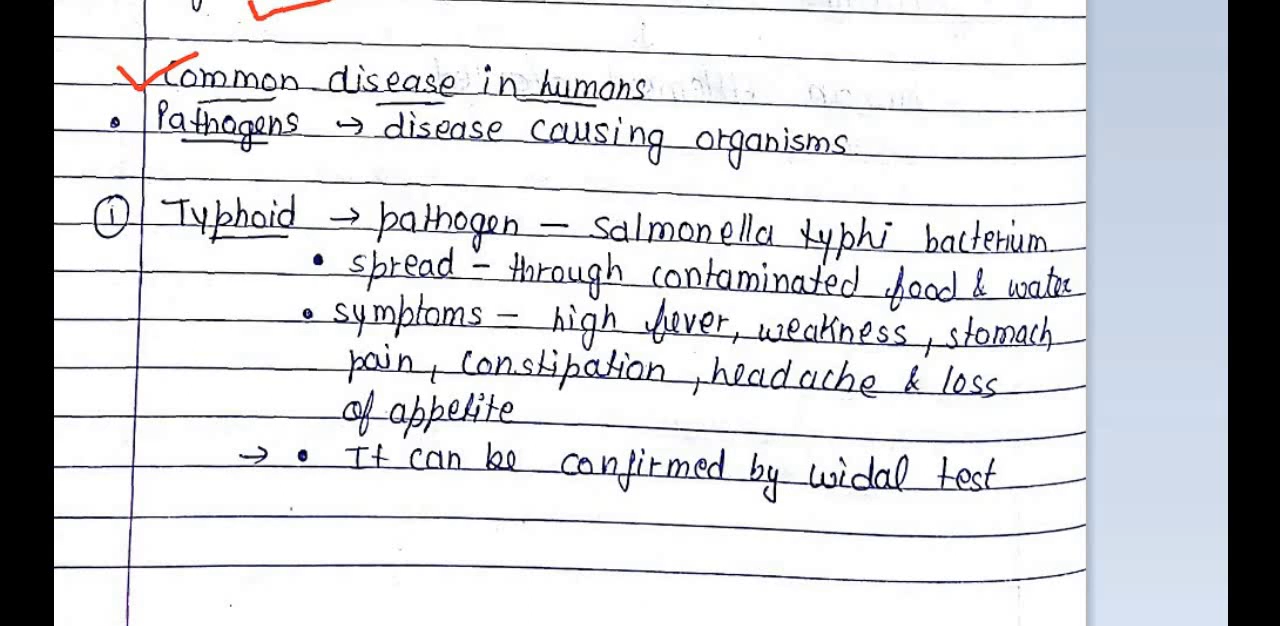 ✓ Common disease in humans
• Pathogens → disease causing organisms
① Typhoid → pathogen – Salmonella typhi bacterium
• spread – through contaminated food & water
• symptoms – high fever, weakness, stomach
pain, constipation, headache & loss
of appetite
→ • It can be confirmed by widal test